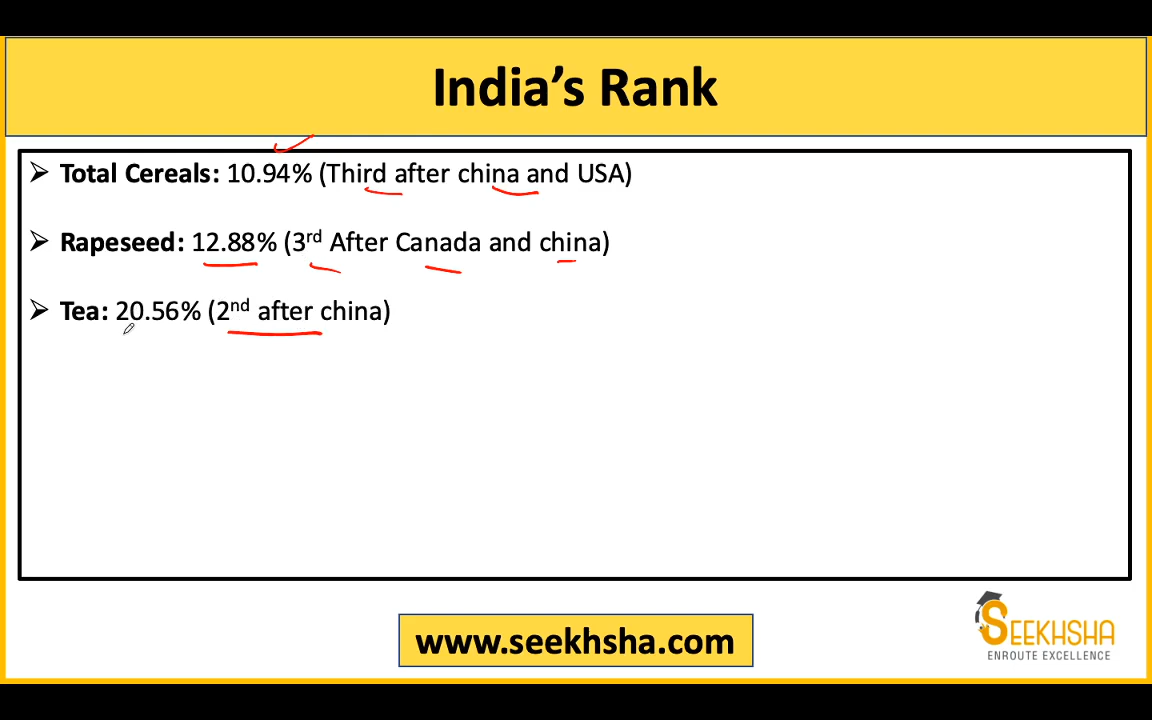 India's Rank
➢ Total Cereals: 10.94% (Third after china and USA)
➢ Rapeseed: 12.88% (3rd After Canada and china)
➢ Tea: 20.56% (2nd after china)
www.seekhsha.com
SEEKHSHA
ENROUTE EXCELLENCE